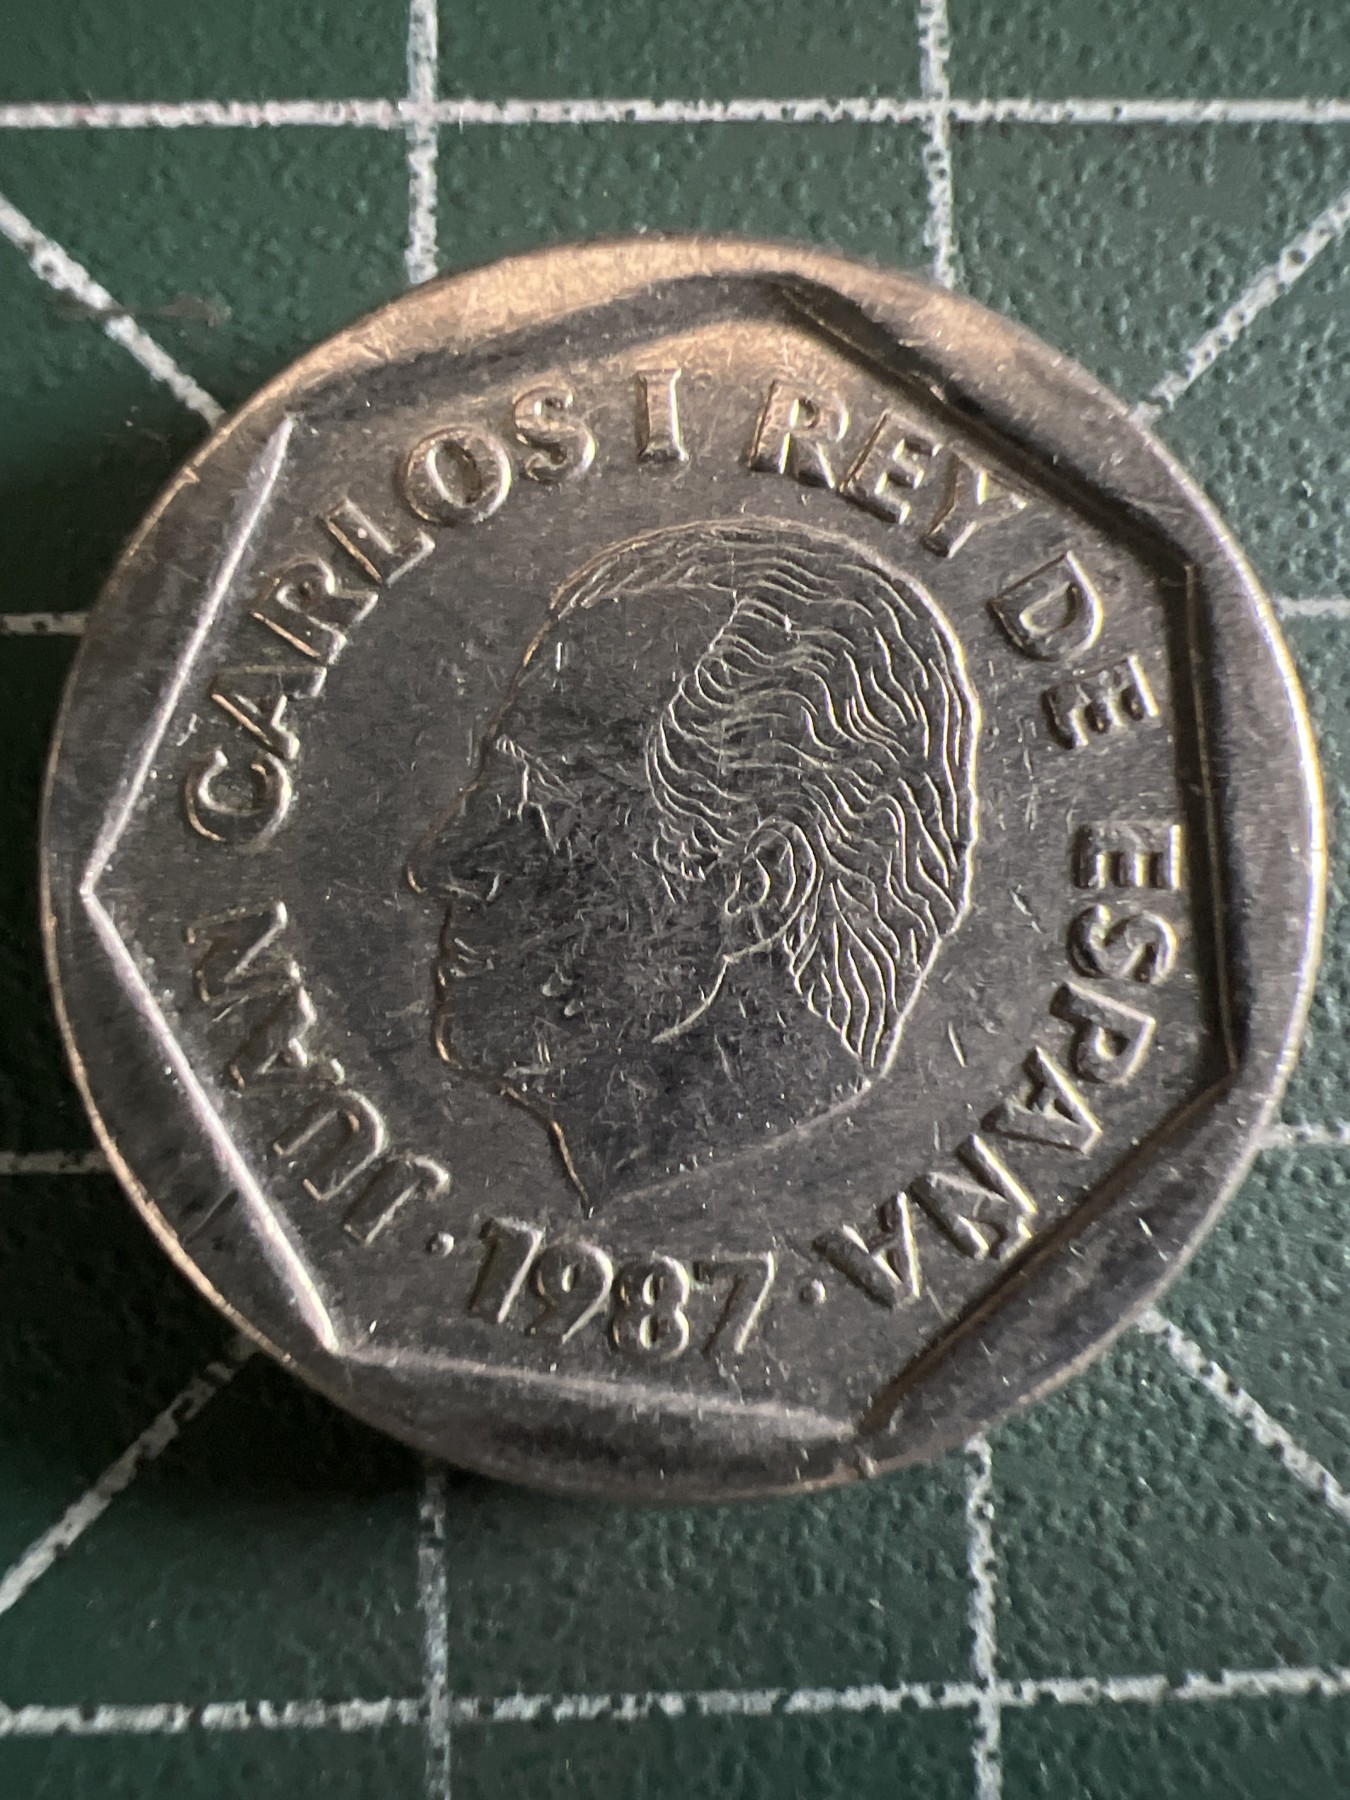 JUAN CARLOS I REY DE ESPAÑA
· 1987 ·